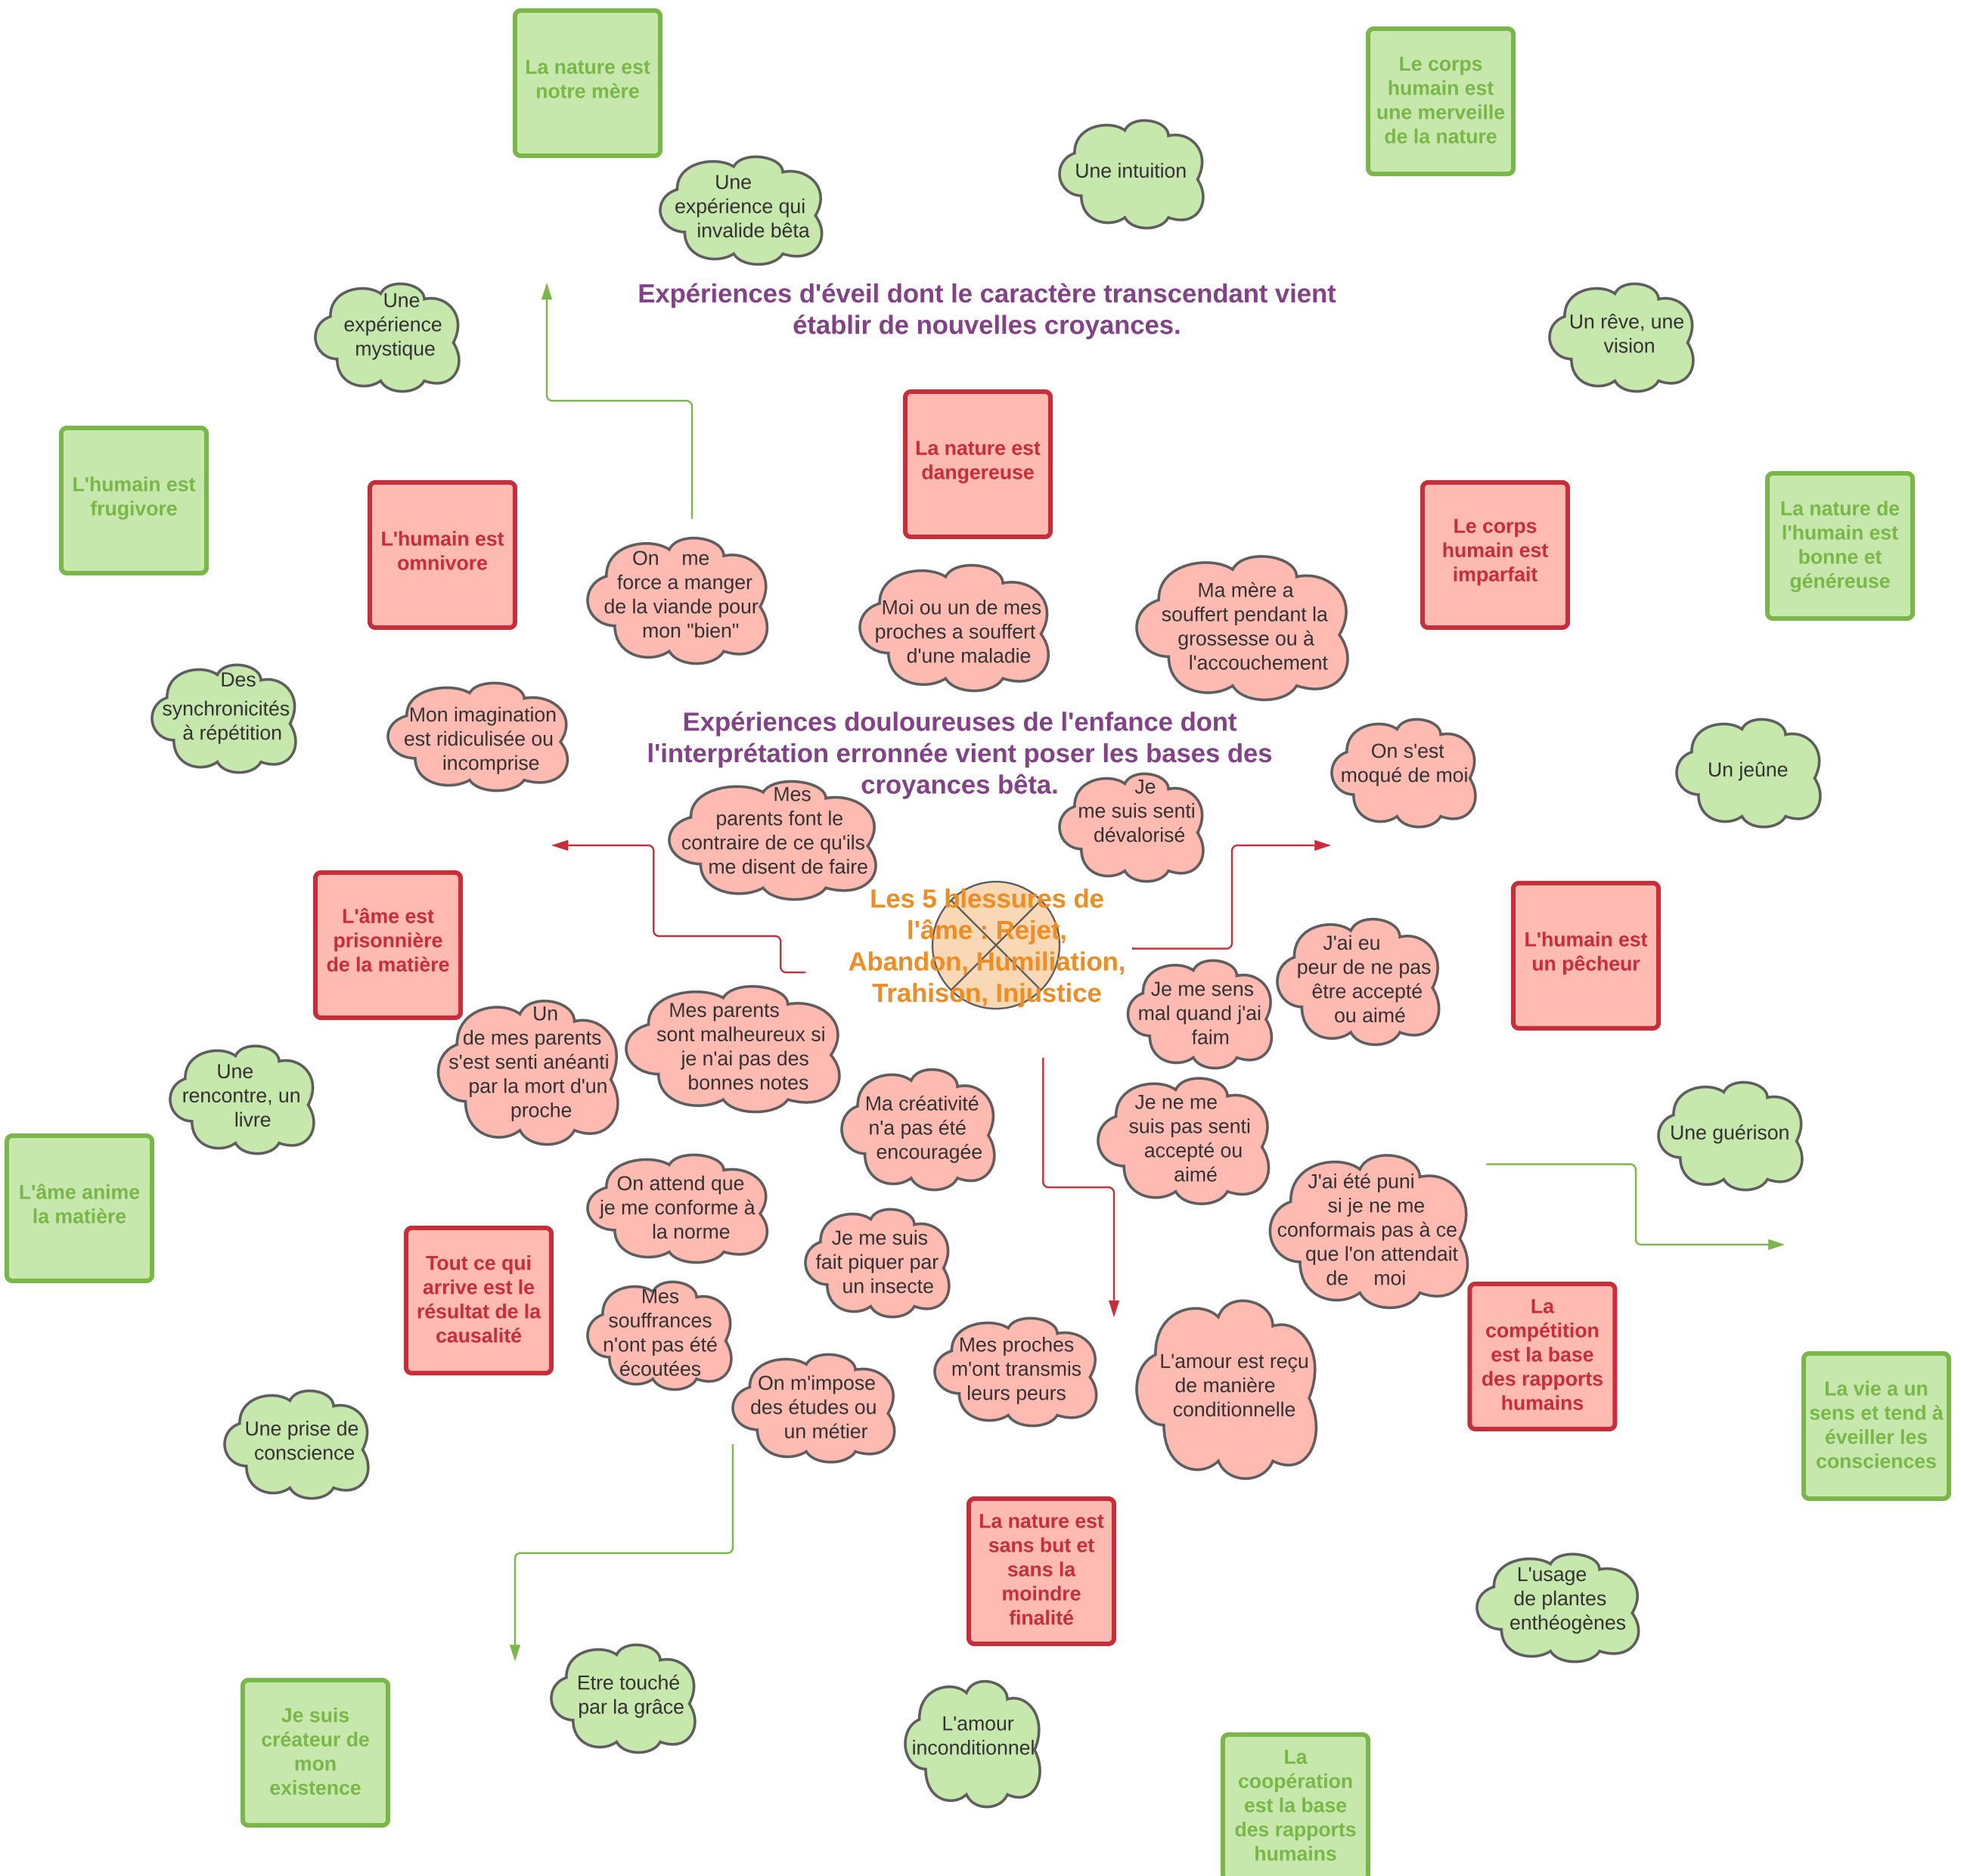 La nature est
notre mère
Le corps
humain est
une merveille
de la nature
Une intuition
Une
expérience qui
invalide bêta
Expériences d'éveil dont le caractère transcendant vient
établir de nouvelles croyances.
Une
expérience
mystique
Un rêve, une
vision
La nature est
dangereuse
L'humain est
frugivore
L'humain est
omnivore
Le corps
humain est
imparfait
La nature de
l'humain est
bonne et
généreuse
On me
force a manger
de la viande pour
mon "bien"
Moi ou un de mes
proches a souffert
d'une maladie
Ma mère a
souffert pendant la
grossesse ou à
l'accouchement
Des
synchronicités
à répétition
Mon imagination
est ridiculisée ou
incomprise
Expériences douloureuses de l'enfance dont
l'interprétation erronnée vient poser les bases des
croyances bêta.
On s'est
moqué de moi
Un jeûne
Mes
parents font le
contraire de ce qu'ils
me disent de faire
Je
me suis senti
dévalorisé
Les 5 blessures de
l'âme : Rejet,
Abandon, Humiliation,
Trahison, Injustice
L'âme est
prisonnière
de la matière
L'humain est
un pêcheur
J'ai eu
peur de ne pas
être accepté
ou aimé
Je me sens
mal quand j'ai
faim
Un
de mes parents
s'est senti anéanti
par la mort d'un
proche
Mes parents
sont malheureux si
je n'ai pas des
bonnes notes
Une
rencontre, un
livre
Ma créativité
n'a pas été
encouragée
Je ne me
suis pas senti
accepté ou
aimé
Une guérison
L'âme anime
la matière
On attend que
je me conforme à
la norme
J'ai été puni
si je ne me
conformais pas à ce
que l'on attendait
de moi
Je me suis
fait piquer par
un insecte
Tout ce qui
arrive est le
résultat de la
causalité
Mes
souffrances
n'ont pas été
écoutées
La
compétition
est la base
des rapports
humains
Mes proches
m'ont transmis
leurs peurs
L'amour est reçu
de manière
conditionnelle
On m'impose
des études ou
un métier
La vie a un
sens et tend à
éveiller les
consciences
Une prise de
conscience
La nature est
sans but et
sans la
moindre
finalité
L'usage
de plantes
enthéogènes
Etre touché
par la grâce
Je suis
créateur de
mon
existence
L'amour
inconditionnel
La
coopération
est la base
des rapports
humains